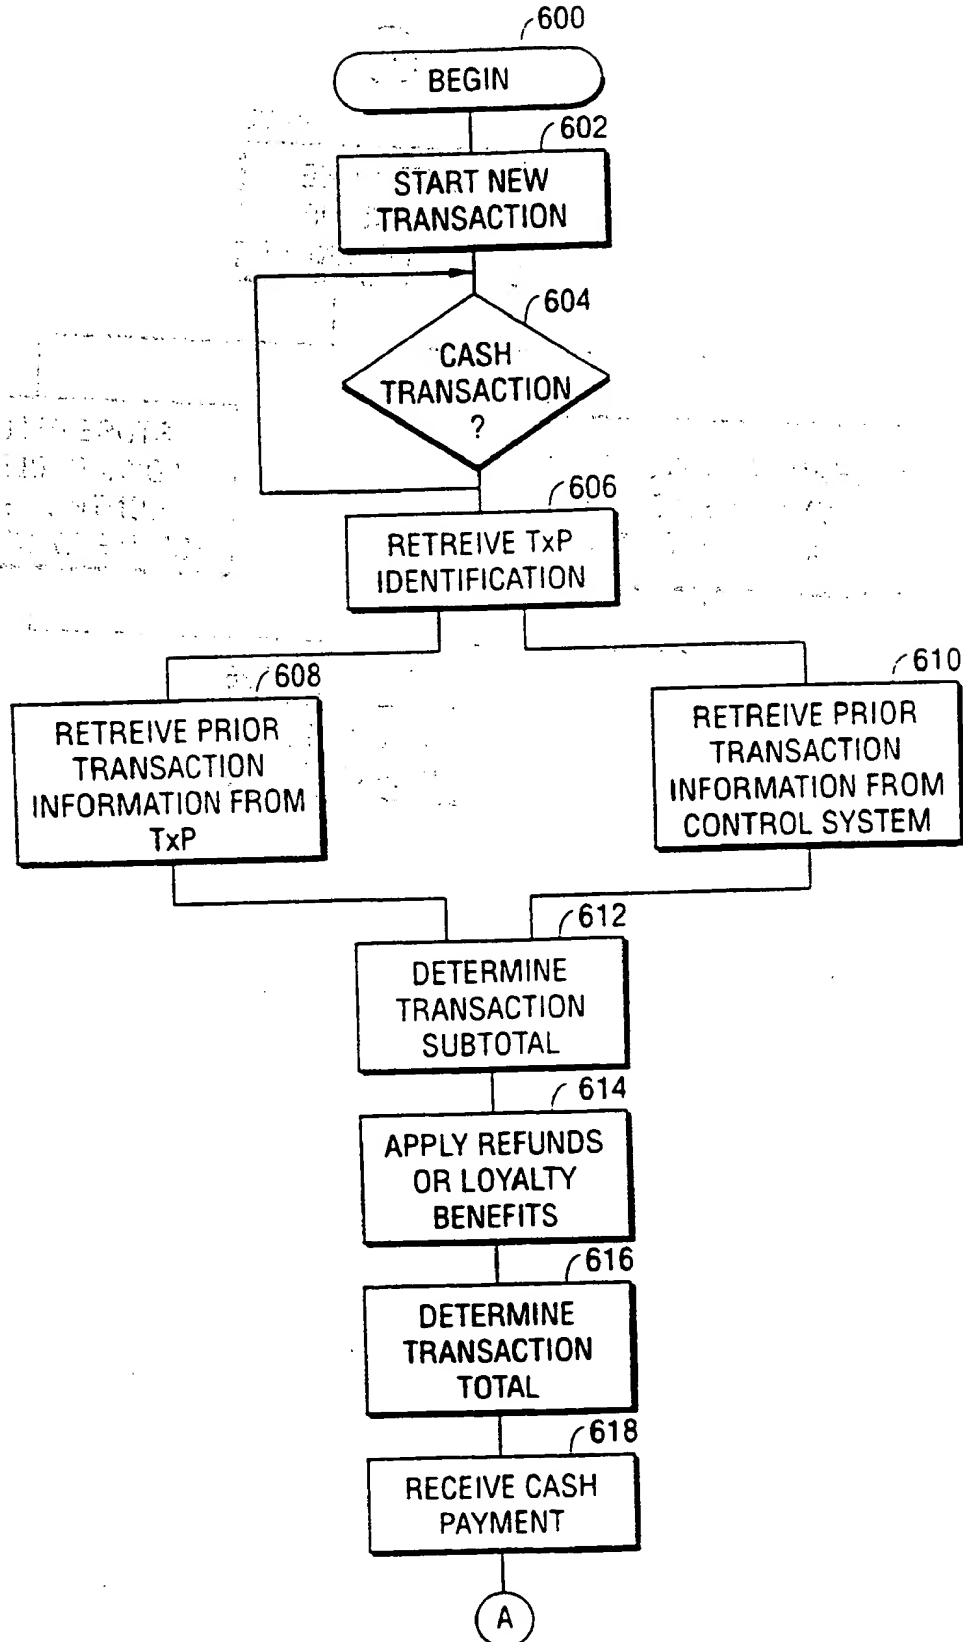 600
BEGIN
602
START NEW
TRANSACTION
604
CASH
TRANSACTION
?
606
RETREIVE TxP
IDENTIFICATION
608
RETREIVE PRIOR
TRANSACTION
INFORMATION FROM
TxP
610
RETREIVE PRIOR
TRANSACTION
INFORMATION FROM
CONTROL SYSTEM
612
DETERMINE
TRANSACTION
SUBTOTAL
614
APPLY REFUNDS
OR LOYALTY
BENEFITS
616
DETERMINE
TRANSACTION
TOTAL
618
RECEIVE CASH
PAYMENT
A